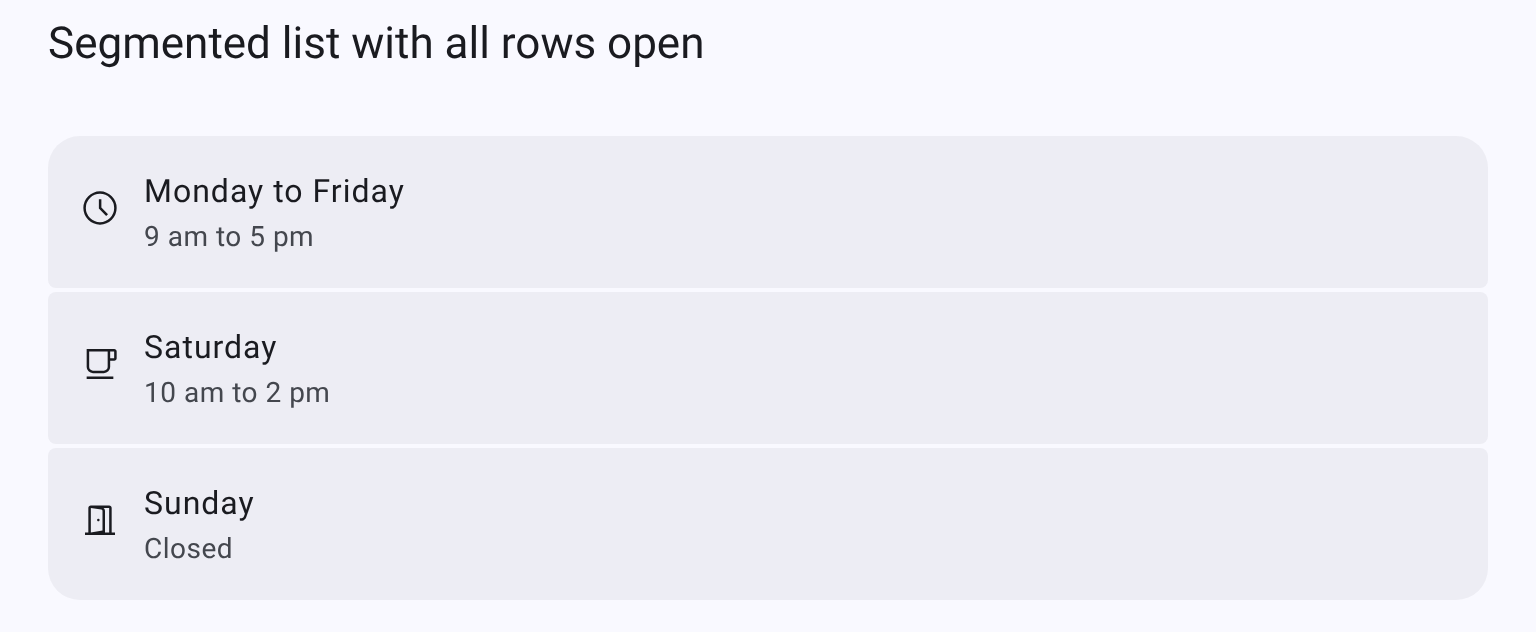 Segmented list with all rows open
Monday to Friday
9 am to 5 pm
Saturday
10 am to 2 pm
Sunday
Closed